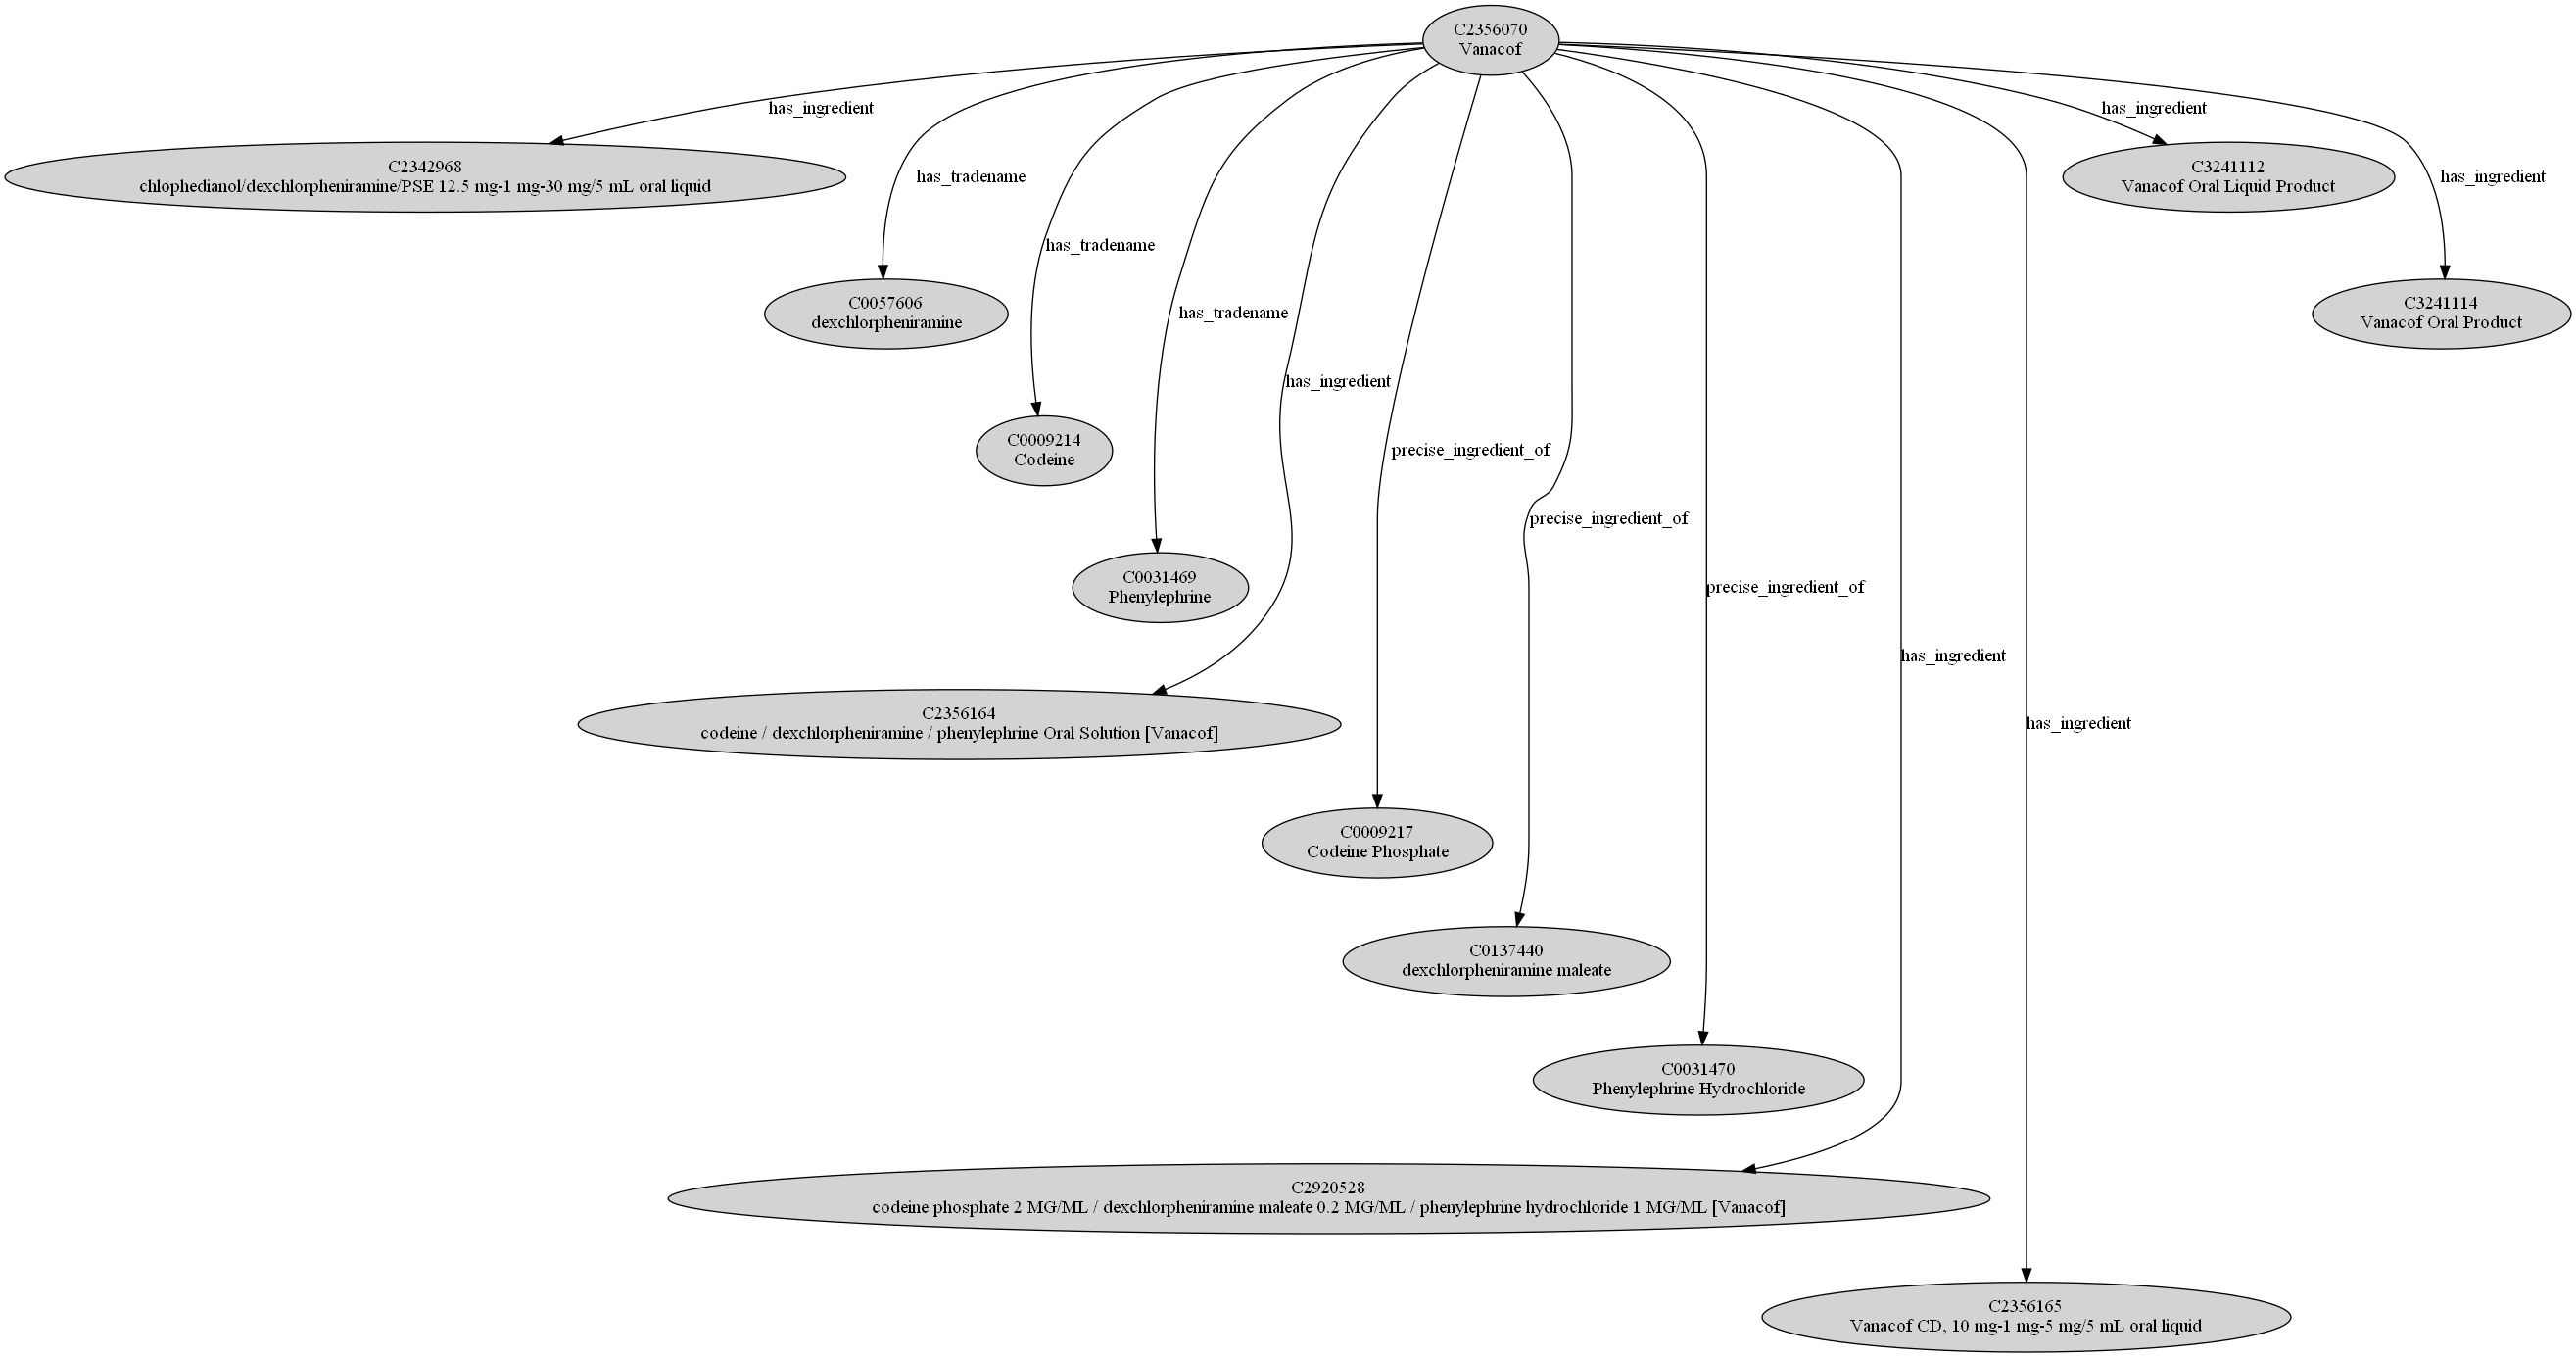 C2356070
Vanacof
has_ingredient
has_ingredient
C2342968
chlophedianol/dexchlorpheniramine/PSE 12.5 mg-1 mg-30 mg/5 mL oral liquid
has_tradename
C3241112
Vanacof Oral Liquid Product
has_ingredient
has_tradename
C0057606
dexchlorpheniramine
has_tradename
C3241114
Vanacof Oral Product
has_ingredient
C0009214
Codeine
precise_ingredient_of
precise_ingredient_of
C0031469
Phenylephrine
precise_ingredient_of
has_ingredient
C2356164
codeine / dexchlorpheniramine / phenylephrine Oral Solution [Vanacof]
has_ingredient
C0009217
Codeine Phosphate
C0137440
dexchlorpheniramine maleate
C0031470
Phenylephrine Hydrochloride
C2920528
codeine phosphate 2 MG/ML / dexchlorpheniramine maleate 0.2 MG/ML / phenylephrine hydrochloride 1 MG/ML [Vanacof]
C2356165
Vanacof CD, 10 mg-1 mg-5 mg/5 mL oral liquid